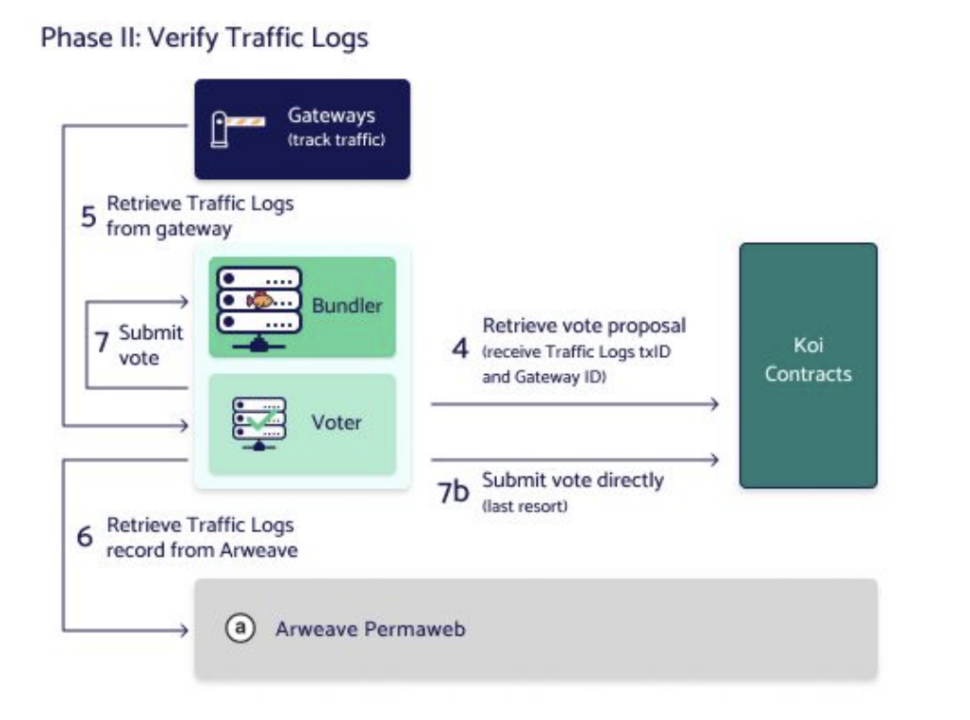 Phase II: Verify Traffic Logs
Gateways
(track traffic)
5 Retrieve Traffic Logs
from gateway
Bundler
7 Submit
vote
Voter
4 Retrieve vote proposal
(receive Traffic Logs txID
and Gateway ID)
Koi
Contracts
7b Submit vote directly
(last resort)
6 Retrieve Traffic Logs
record from Arweave
a Arweave Permaweb